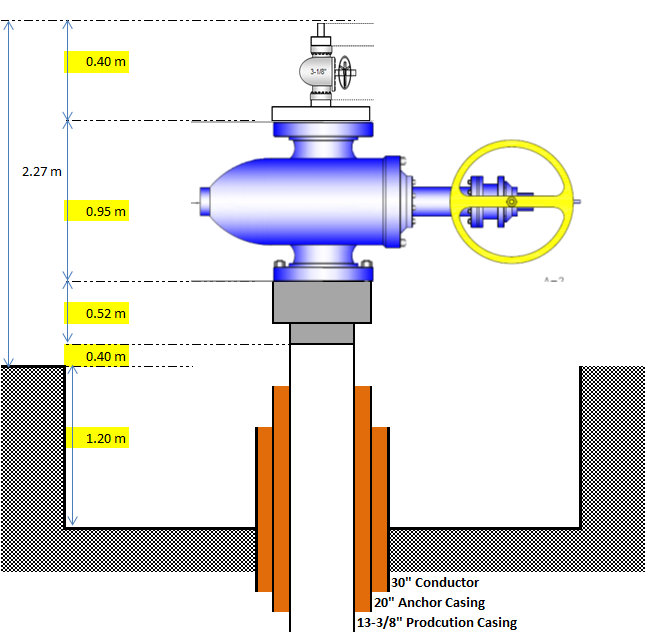 0.40 m
3-1/8"
2.27 m
0.95 m
0.52 m
0.40 m
1.20 m
30" Conductor
20" Anchor Casing
13-3/8" Prodcution Casing